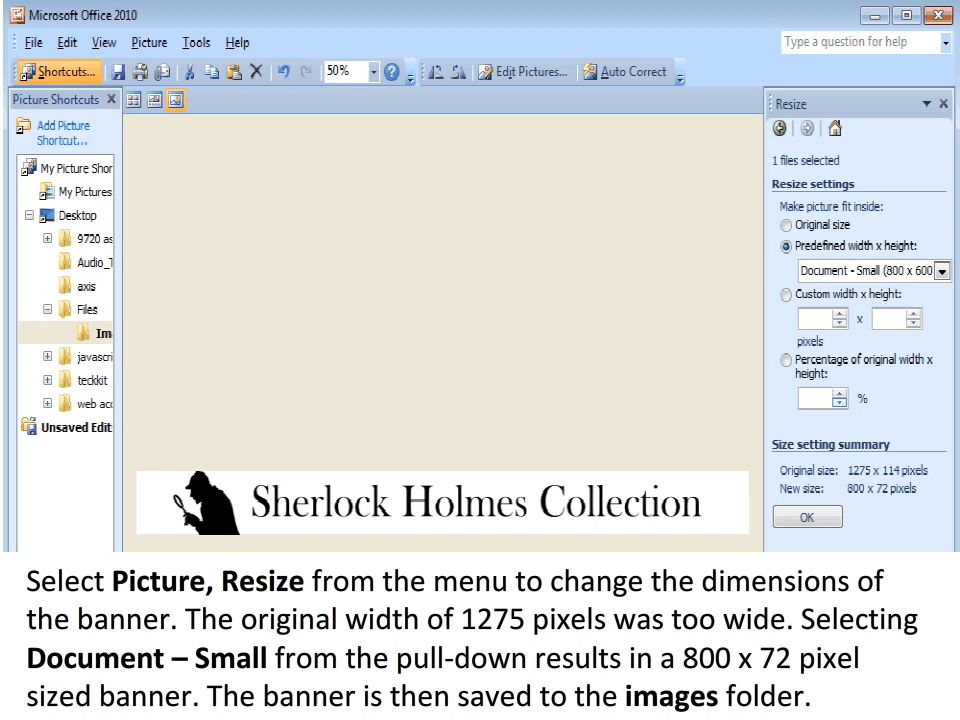 Microsoft Office 2010
File Edit View Picture Tools Help
Type a question for help
Shortcuts... 50% Edit Pictures... Auto Correct
Picture Shortcuts
Add Picture
Shortcut...
My Picture Shor
My Pictures
Desktop
9720 as
Audio_T
axis
Files
Im
javascri
teckkit
web acc
Unsaved Edit
Resize
1 files selected
Resize settings
Make picture fit inside:
Original size
Predefined width x height:
Document - Small (800 x 600
Custom width x height:
x
pixels
Percentage of original width x
height:
%
Size setting summary
Original size: 1275 x 114 pixels
New size: 800 x 72 pixels
OK
Sherlock Holmes Collection
Select Picture, Resize from the menu to change the dimensions of
the banner. The original width of 1275 pixels was too wide. Selecting
Document – Small from the pull-down results in a 800 x 72 pixel
sized banner. The banner is then saved to the images folder.